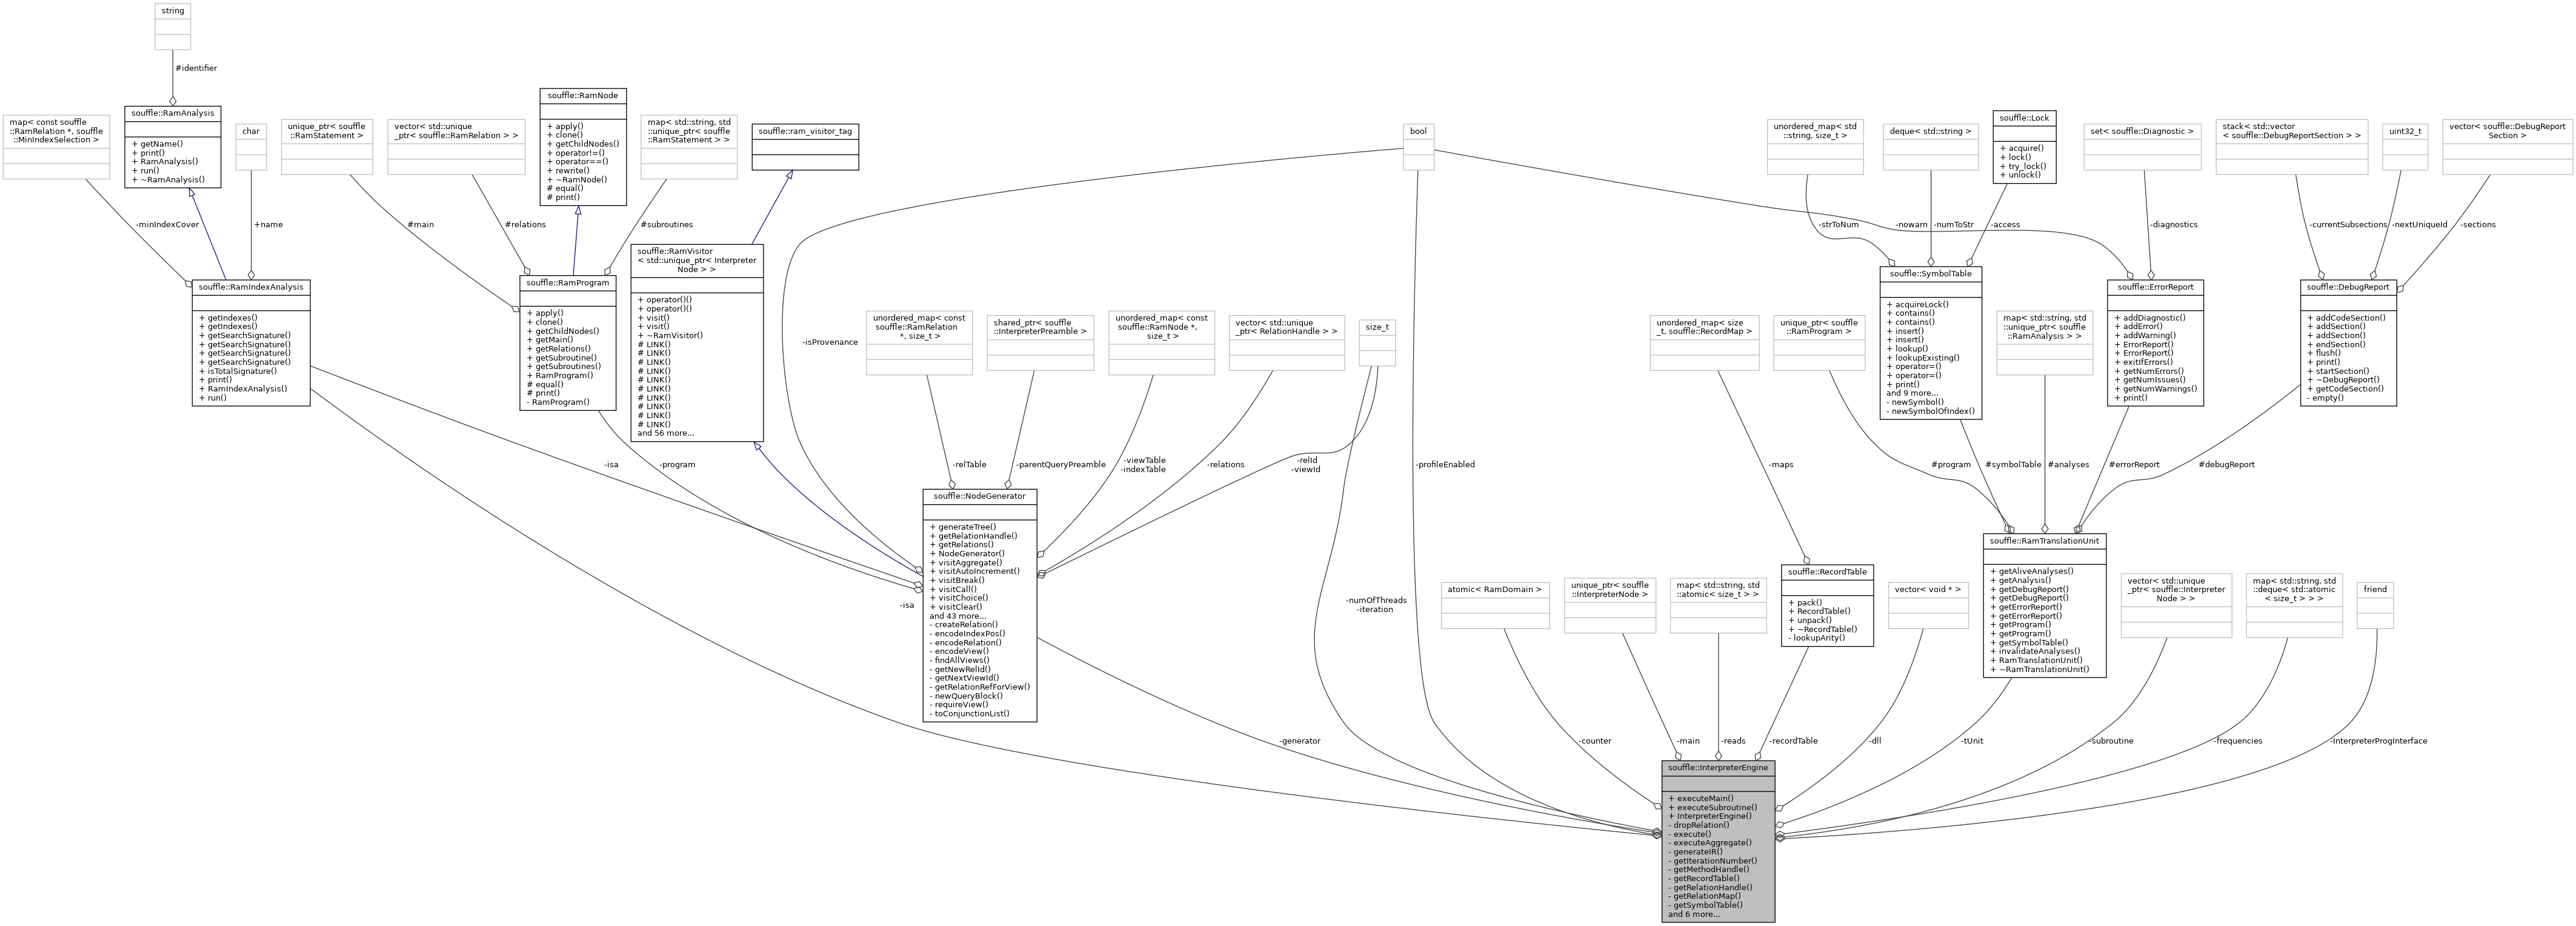 string
#identifier
map< const souffle
::RamRelation *, souffle
::MinIndexSelection >
souffle::RamAnalysis
+ getName()
+ print()
+ RamAnalysis()
+ run()
+ ~RamAnalysis()
char
unique_ptr< souffle
::RamStatement >
vector< std::unique
_ptr< souffle::RamRelation > >
souffle::RamNode
+ apply()
+ clone()
+ getChildNodes()
+ operator!=()
+ operator==()
+ rewrite()
+ ~RamNode()
# equal()
# print()
map< std::string, std
::unique_ptr< souffle
::RamStatement > >
souffle::ram_visitor_tag
bool
unordered_map< std
::string, size_t >
deque< std::string >
souffle::Lock
+ acquire()
+ lock()
+ try_lock()
+ unlock()
set< souffle::Diagnostic >
stack< std::vector
< souffle::DebugReportSection > >
uint32_t
vector< souffle::DebugReport
Section >
-minIndexCover
+name
#main
#relations
#subroutines
-strToNum
-nowarn
-numToStr
-access
-diagnostics
-currentSubsections
-nextUniqueId
-sections
souffle::RamIndexAnalysis
+ getIndexes()
+ getIndexes()
+ getSearchSignature()
+ getSearchSignature()
+ getSearchSignature()
+ getSearchSignature()
+ isTotalSignature()
+ print()
+ RamIndexAnalysis()
+ run()
souffle::RamProgram
+ apply()
+ clone()
+ getChildNodes()
+ getMain()
+ getRelations()
+ getSubroutine()
+ getSubroutines()
+ RamProgram()
# equal()
# print()
- RamProgram()
souffle::RamVisitor
< std::unique_ptr< Interpreter
Node > >
+ operator()()
+ operator()()
+ visit()
+ visit()
+ ~RamVisitor()
# LINK()
# LINK()
# LINK()
# LINK()
# LINK()
# LINK()
# LINK()
# LINK()
# LINK()
# LINK()
and 56 more...
-isProvenance
unordered_map< const
souffle::RamRelation
*, size_t >
shared_ptr< souffle
::InterpreterPreamble >
unordered_map< const
souffle::RamNode *,
size_t >
vector< std::unique
_ptr< RelationHandle > >
size_t
unordered_map< size
_t, souffle::RecordMap >
unique_ptr< souffle
::RamProgram >
souffle::SymbolTable
+ acquireLock()
+ contains()
+ contains()
+ insert()
+ insert()
+ lookup()
+ lookupExisting()
+ operator=()
+ operator=()
+ print()
and 9 more...
- newSymbol()
- newSymbolOfIndex()
map< std::string, std
::unique_ptr< souffle
::RamAnalysis > >
souffle::ErrorReport
+ addDiagnostic()
+ addError()
+ addWarning()
+ ErrorReport()
+ ErrorReport()
+ exitIfErrors()
+ getNumErrors()
+ getNumIssues()
+ getNumWarnings()
+ print()
souffle::DebugReport
+ addCodeSection()
+ addSection()
+ addSection()
+ endSection()
+ flush()
+ print()
+ startSection()
+ ~DebugReport()
+ getCodeSection()
- empty()
-isa
-program
-relTable
-parentQueryPreamble
-viewTable
-indexTable
-relations
-relId
-viewId
-profileEnabled
-maps
#program
#symbolTable
#analyses
#errorReport
#debugReport
souffle::NodeGenerator
+ generateTree()
+ getRelationHandle()
+ getRelations()
+ NodeGenerator()
+ visitAggregate()
+ visitAutoIncrement()
+ visitBreak()
+ visitCall()
+ visitChoice()
+ visitClear()
and 43 more...
- createRelation()
- encodeIndexPos()
- encodeRelation()
- encodeView()
- findAllViews()
- getNewRelId()
- getNextViewId()
- getRelationRefForView()
- newQueryBlock()
- requireView()
- toConjunctionList()
-isa
-numOfThreads
-iteration
atomic< RamDomain >
unique_ptr< souffle
::InterpreterNode >
map< std::string, std
::atomic< size_t > >
souffle::RecordTable
+ pack()
+ RecordTable()
+ unpack()
+ ~RecordTable()
- lookupArity()
vector< void * >
souffle::RamTranslationUnit
+ getAliveAnalyses()
+ getAnalysis()
+ getDebugReport()
+ getDebugReport()
+ getErrorReport()
+ getErrorReport()
+ getProgram()
+ getProgram()
+ getSymbolTable()
+ invalidateAnalyses()
+ RamTranslationUnit()
+ ~RamTranslationUnit()
vector< std::unique
_ptr< souffle::Interpreter
Node > >
map< std::string, std
::deque< std::atomic
< size_t > > >
friend
-generator
-counter
-main
-reads
-recordTable
-dll
-tUnit
-subroutine
-frequencies
-InterpreterProgInterface
souffle::InterpreterEngine
+ executeMain()
+ executeSubroutine()
+ InterpreterEngine()
- dropRelation()
- execute()
- executeAggregate()
- generateIR()
- getIterationNumber()
- getMethodHandle()
- getRecordTable()
- getRelationHandle()
- getRelationMap()
- getSymbolTable()
and 6 more...